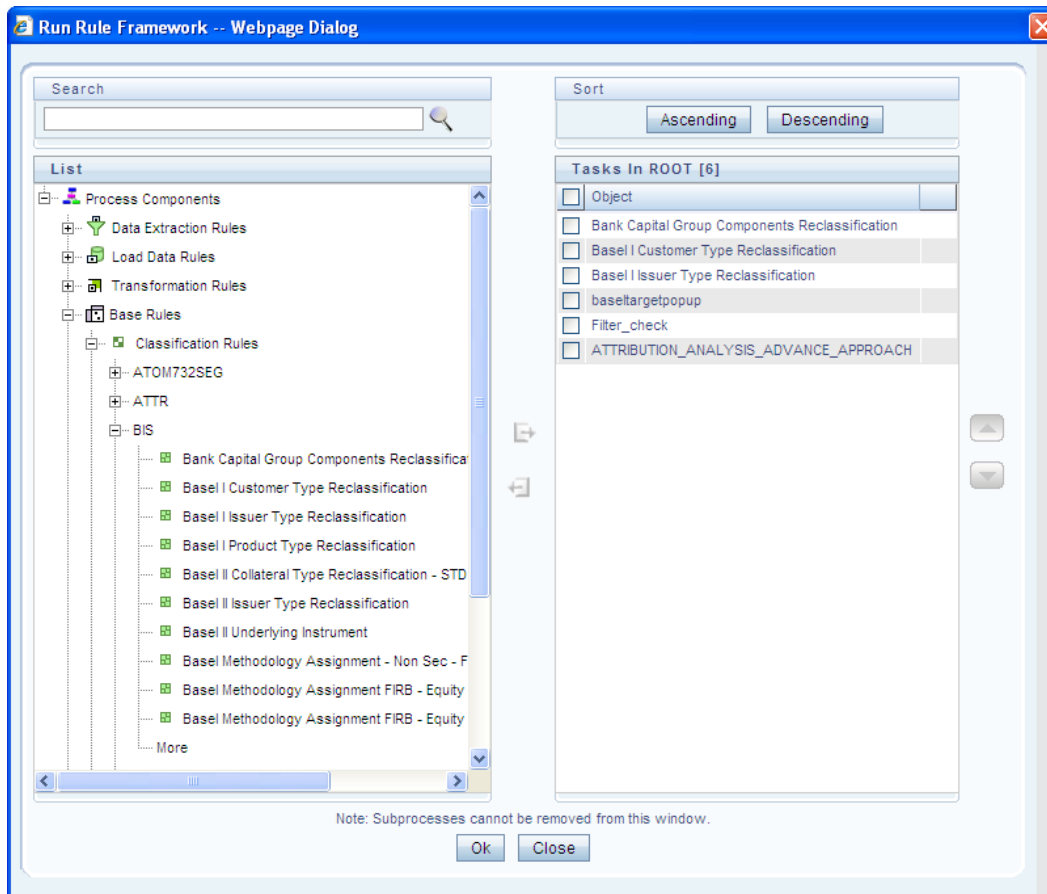 Run Rule Framework -- Webpage Dialog
Search
Sort
Ascending
Descending
List
Process Components
Data Extraction Rules
Load Data Rules
Transformation Rules
Base Rules
Classification Rules
ATOM732SEG
ATTR
BIS
Bank Capital Group Components Reclassificat
Basel I Customer Type Reclassification
Basel I Issuer Type Reclassification
Basel I Product Type Reclassification
Basel II Collateral Type Reclassification - STD
Basel II Issuer Type Reclassification
Basel II Underlying Instrument
Basel Methodology Assignment - Non Sec - F
Basel Methodology Assignment FIRB - Equity
Basel Methodology Assignment FIRB - Equity
More
Tasks In ROOT [6]
Object
Bank Capital Group Components Reclassification
Basel I Customer Type Reclassification
Basel I Issuer Type Reclassification
baseltargetpopup
Filter_check
ATTRIBUTION_ANALYSIS_ADVANCE_APPROACH
Note: Subprocesses cannot be removed from this window.
Ok
Close